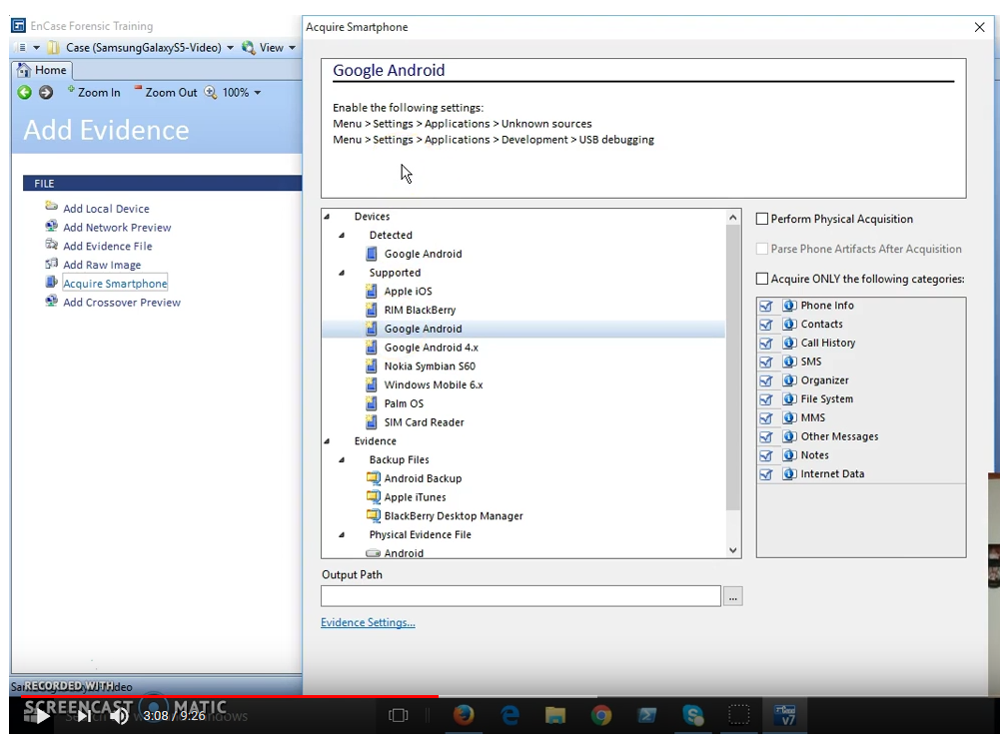 EnCase Forensic Training
Case (SamsungGalaxyS5-Video) View
Home
Zoom In Zoom Out 100%
Add Evidence
FILE
Add Local Device
Add Network Preview
Add Evidence File
Add Raw Image
Acquire Smartphone
Add Crossover Preview
Acquire Smartphone
Google Android
Enable the following settings:
Menu > Settings > Applications > Unknown sources
Menu > Settings > Applications > Development > USB debugging
Devices
Detected
Google Android
Supported
Apple iOS
RIM BlackBerry
Google Android
Google Android 4.x
Nokia Symbian S60
Windows Mobile 6.x
Palm OS
SIM Card Reader
Evidence
Backup Files
Android Backup
Apple iTunes
BlackBerry Desktop Manager
Physical Evidence File
Android
Perform Physical Acquisition
Parse Phone Artifacts After Acquisition
Acquire ONLY the following categories:
Phone Info
Contacts
Call History
SMS
Organizer
File System
MMS
Other Messages
Notes
Internet Data
Output Path
...
Evidence Settings...
RECORDED WITH
SCREENCAST MATIC
3:08 / 9:26
v7